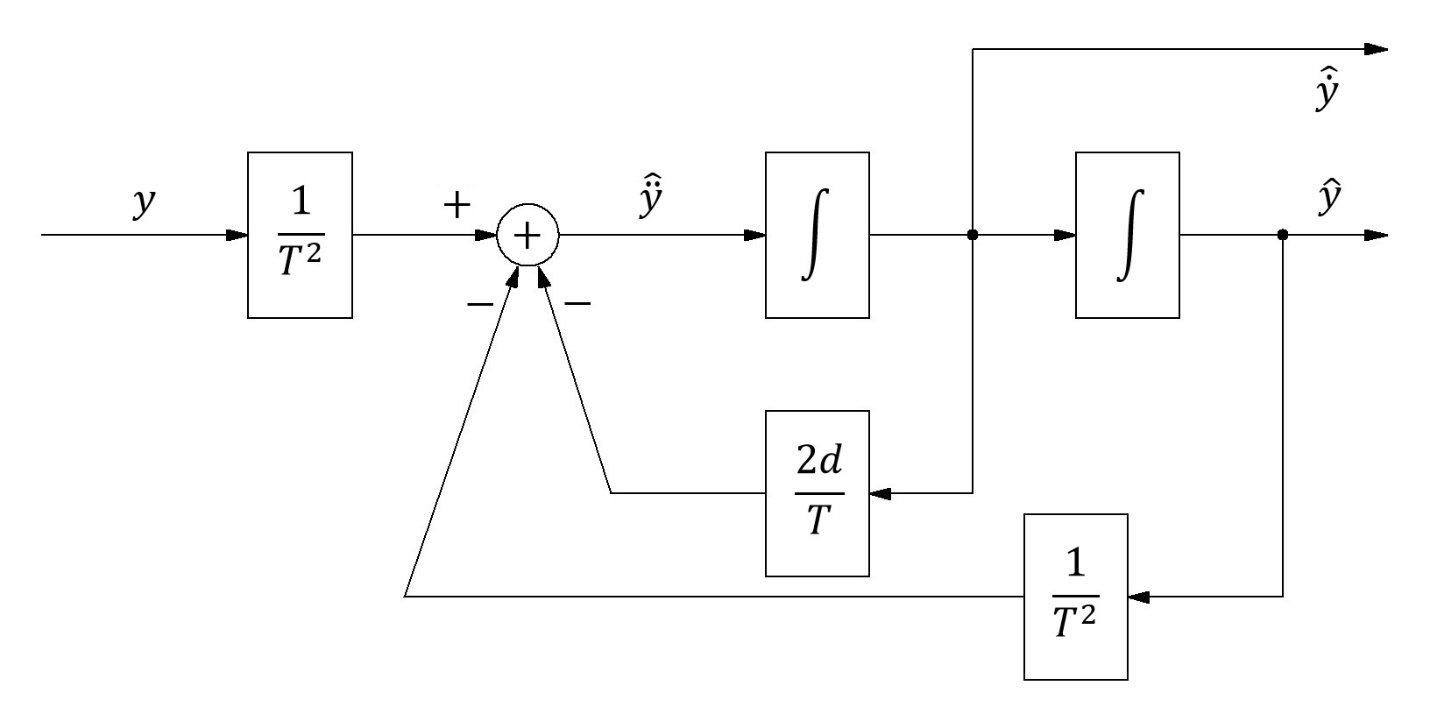 y
1
T²
+
+
ŷ̈
∫
∫
ŷ̇
ŷ
−
−
2d
T
1
T²